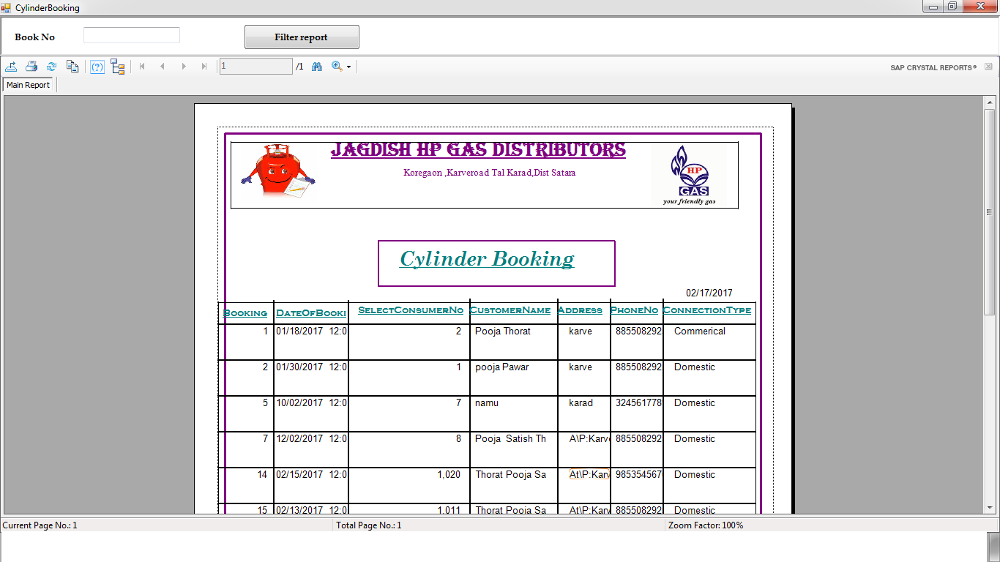 CylinderBooking
Book No Filter report
1 /1 SAP CRYSTAL REPORTS®
Main Report
JAGDISH HP GAS DISTRIBUTORS
Koregaon ,Karveroad Tal Karad,Dist Satara
HP
GAS
your friendly gas
Cylinder Booking
02/17/2017
Booking DateOfBooki SelectConsumerNo CustomerName Address PhoneNo ConnectionType
1 01/18/2017 12:0 2 Pooja Thorat karve 885508292 Commerical
2 01/30/2017 12:0 1 pooja Pawar karve 885508292 Domestic
5 10/02/2017 12:0 7 namu karad 324561778 Domestic
7 12/02/2017 12:0 8 Pooja Satish Th A\P:Karve 885508292 Domestic
14 02/15/2017 12:0 1,020 Thorat Pooja Sa At\P:Karv 985354567 Domestic
15 02/13/2017 12:0 1,011 Thorat Pooja Sa At\P:Karv 885508292 Domestic
Current Page No.: 1 Total Page No.: 1 Zoom Factor: 100%